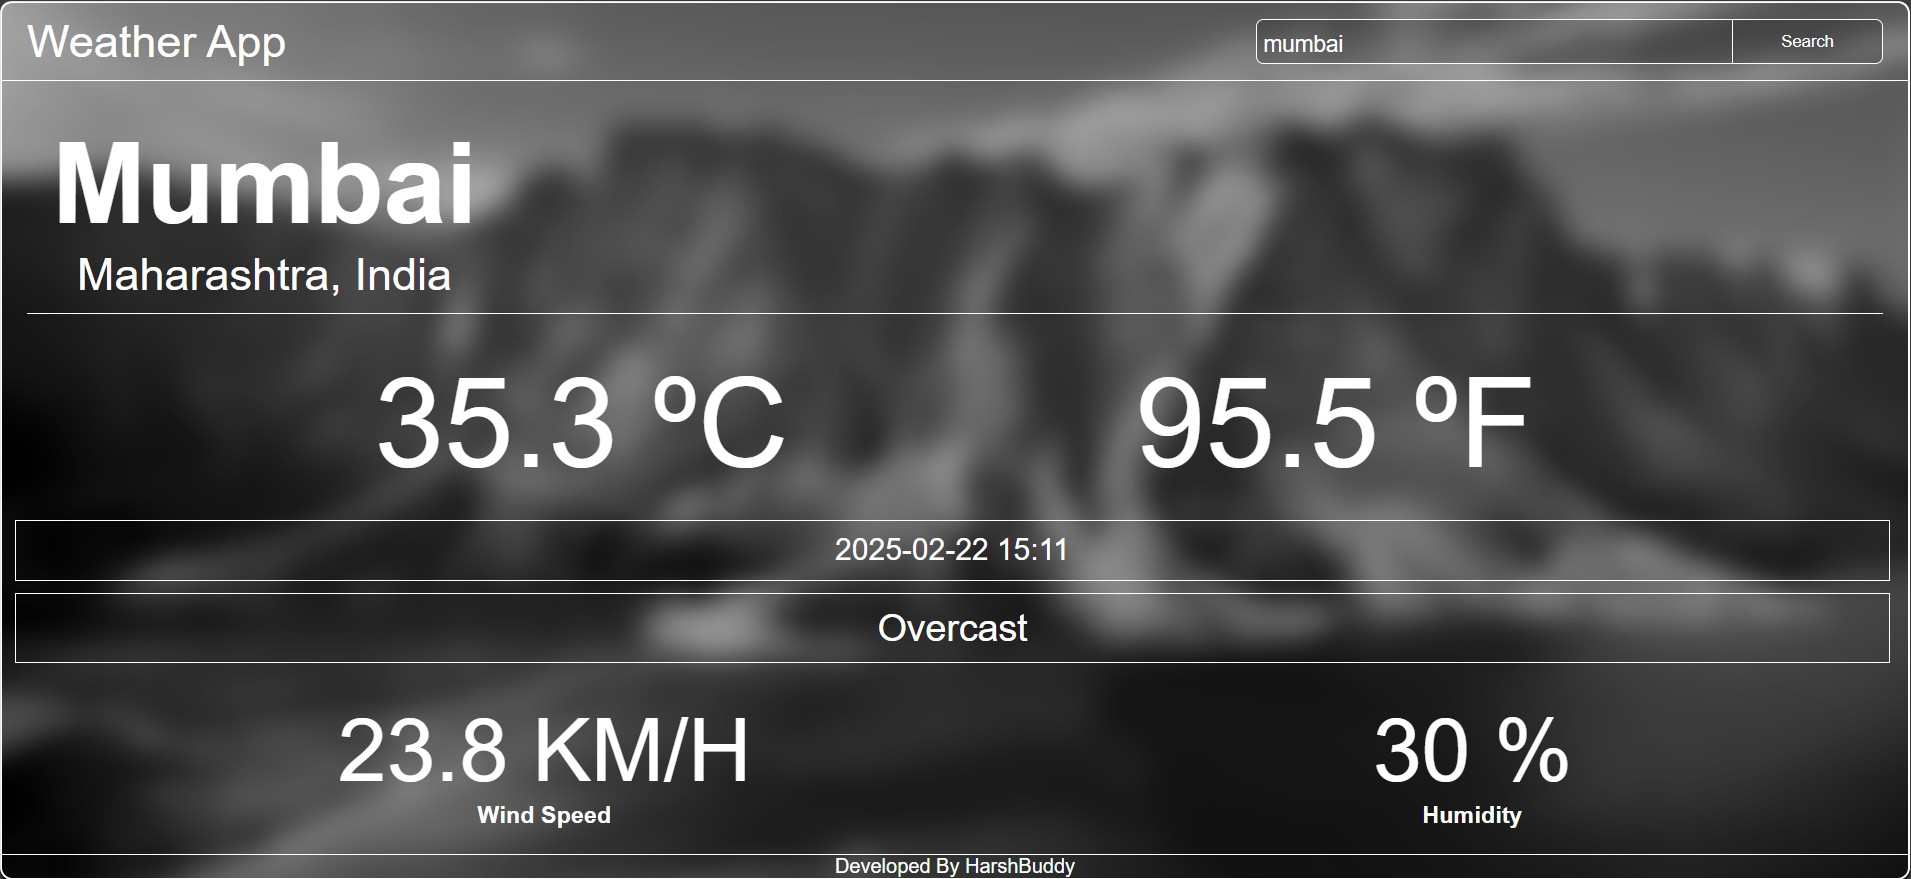 Weather App
mumbai
Search
Mumbai
Maharashtra, India
35.3 ºC
95.5 ºF
2025-02-22 15:11
Overcast
23.8 KM/H
Wind Speed
30 %
Humidity
Developed By HarshBuddy